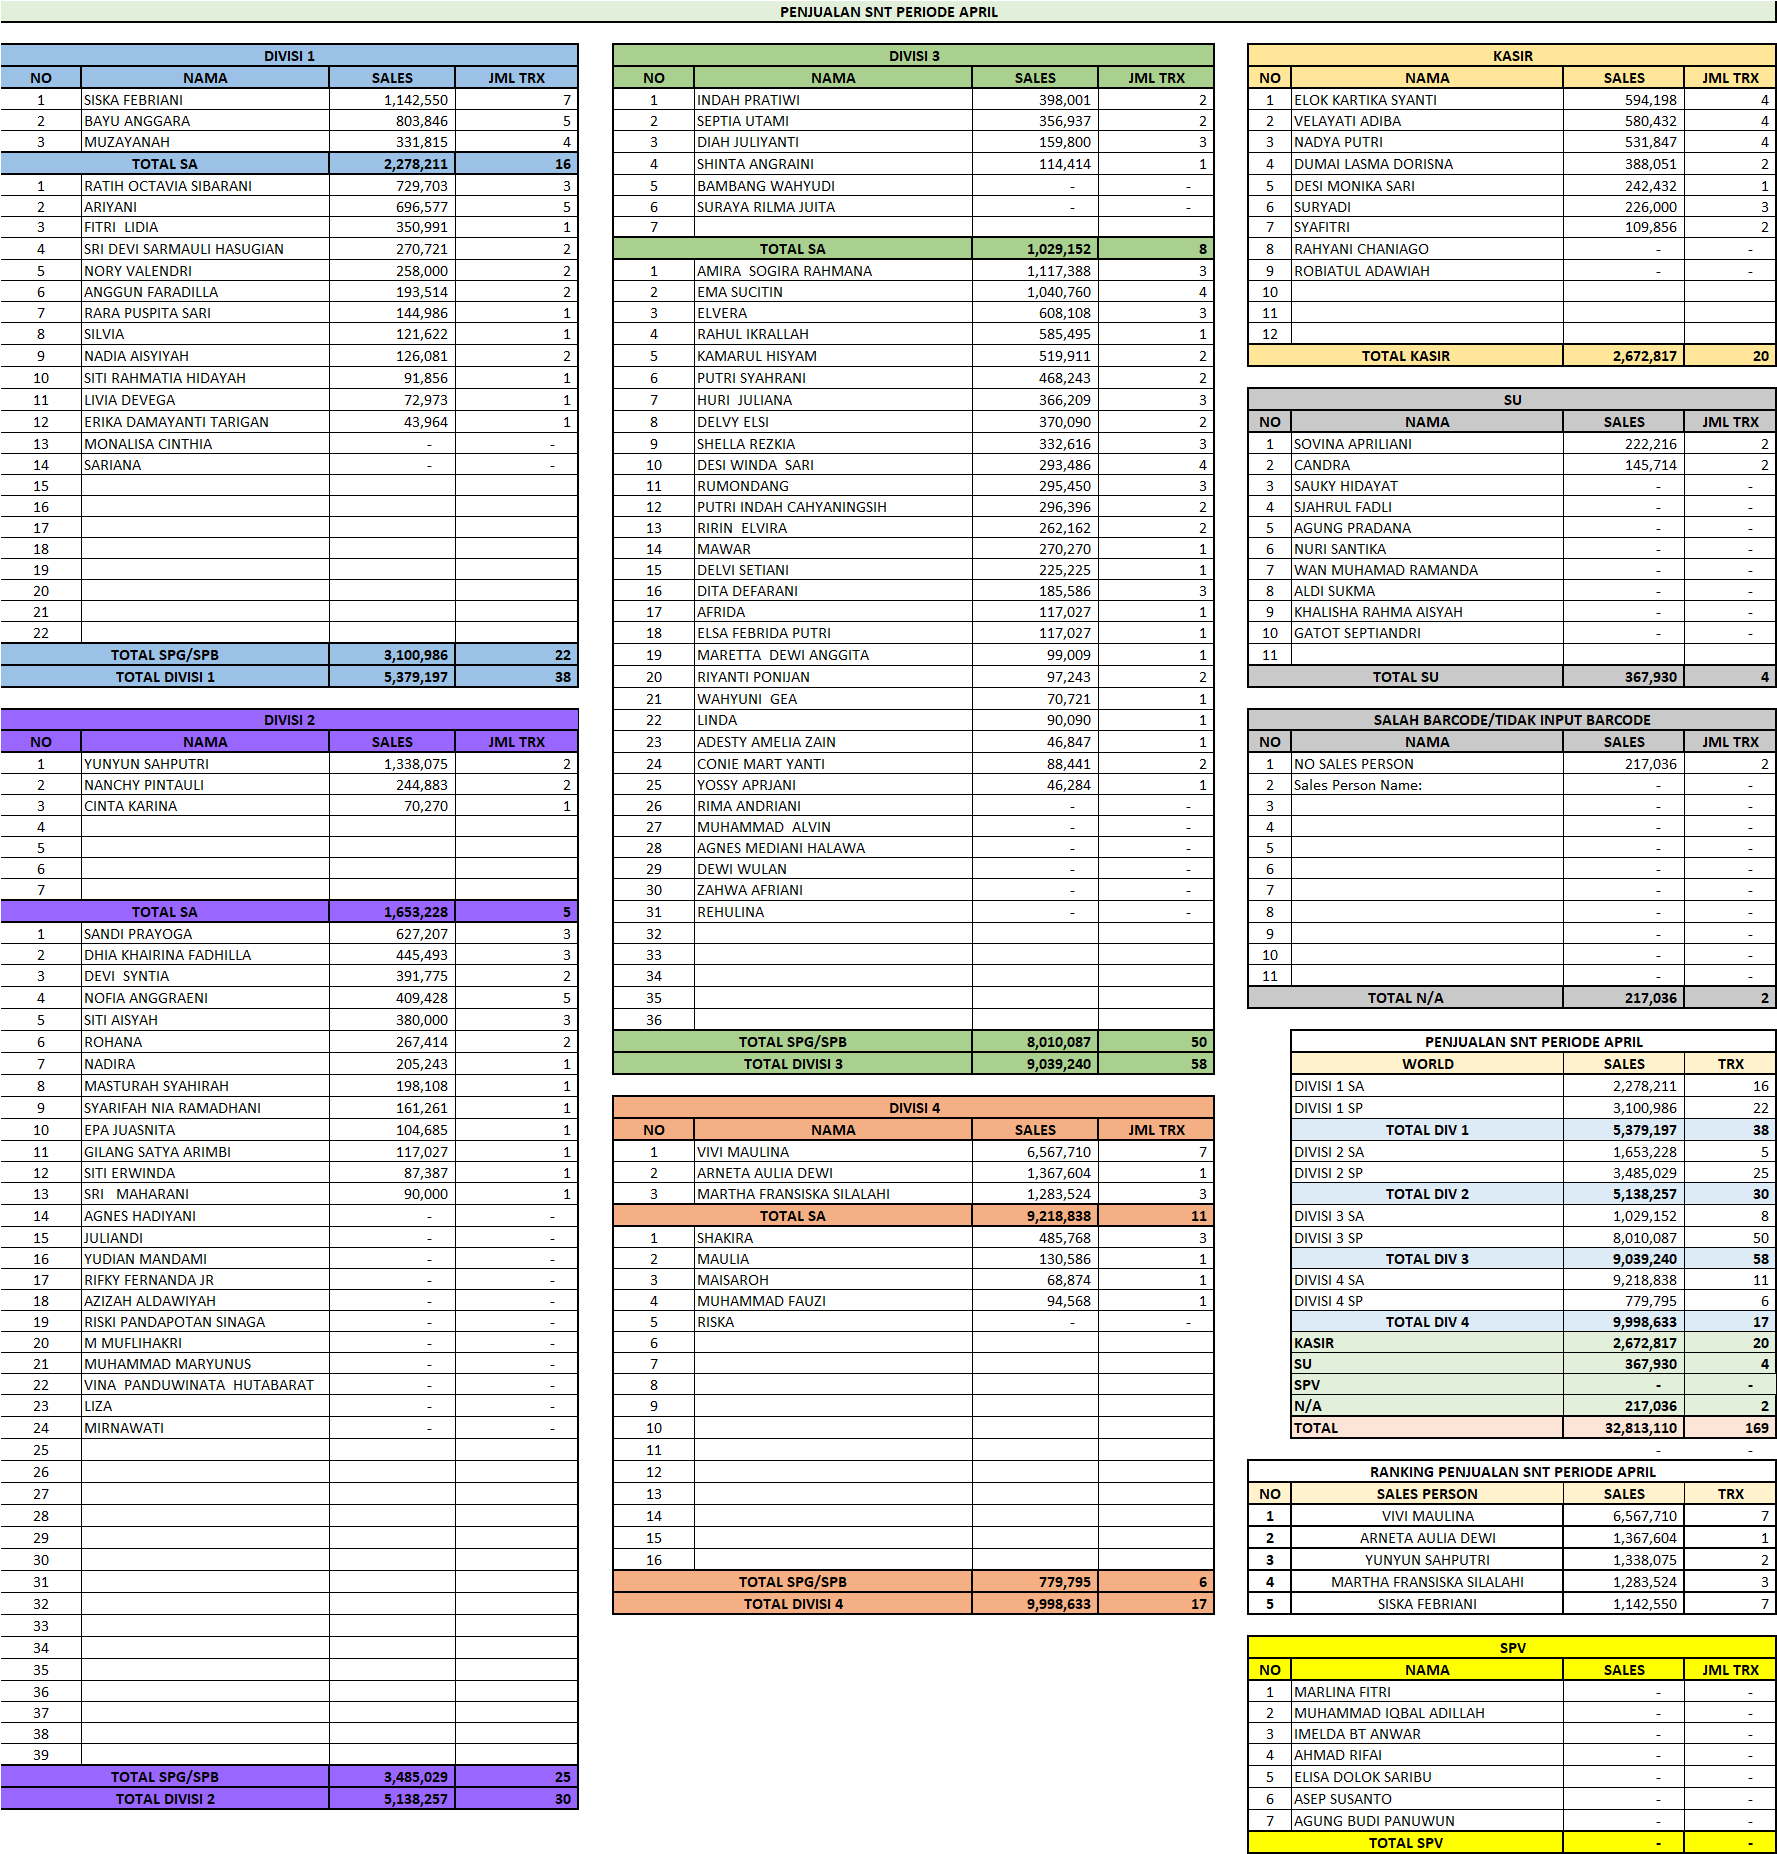 PENJUALAN SNT PERIODE APRIL
DIVISI 1
NO NAMA SALES JML TRX
1 SISKA FEBRIANI 1,142,550 7
2 BAYU ANGGARA 803,846 5
3 MUZAYANAH 331,815 4
TOTAL SA 2,278,211 16
1 RATIH OCTAVIA SIBARANI 729,703 3
2 ARIYANI 696,577 5
3 FITRI LIDIA 350,991 1
4 SRI DEVI SARMAULI HASUGIAN 270,721 2
5 NORY VALENDRI 258,000 2
6 ANGGUN FARADILLA 193,514 2
7 RARA PUSPITA SARI 144,986 1
8 SILVIA 121,622 1
9 NADIA AISYIYAH 126,081 2
10 SITI RAHMATIA HIDAYAH 91,856 1
11 LIVIA DEVEGA 72,973 1
12 ERIKA DAMAYANTI TARIGAN 43,964 1
13 MONALISA CINTHIA - -
14 SARIANA - -
15
16
17
18
19
20
21
22
TOTAL SPG/SPB 3,100,986 22
TOTAL DIVISI 1 5,379,197 38
DIVISI 2
NO NAMA SALES JML TRX
1 YUNYUN SAHPUTRI 1,338,075 2
2 NANCHY PINTAULI 244,883 2
3 CINTA KARINA 70,270 1
4
5
6
7
TOTAL SA 1,653,228 5
1 SANDI PRAYOGA 627,207 3
2 DHIA KHAIRINA FADHILLA 445,493 3
3 DEVI SYNTIA 391,775 2
4 NOFIA ANGGRAENI 409,428 5
5 SITI AISYAH 380,000 3
6 ROHANA 267,414 2
7 NADIRA 205,243 1
8 MASTURAH SYAHIRAH 198,108 1
9 SYARIFAH NIA RAMADHANI 161,261 1
10 EPA JUASNITA 104,685 1
11 GILANG SATYA ARIMBI 117,027 1
12 SITI ERWINDA 87,387 1
13 SRI MAHARANI 90,000 1
14 AGNES HADIYANI - -
15 JULIANDI - -
16 YUDIAN MANDAMI - -
17 RIFKY FERNANDA JR - -
18 AZIZAH ALDAWIYAH - -
19 RISKI PANDAPOTAN SINAGA - -
20 M MUFLIHAKRI - -
21 MUHAMMAD MARYUNUS - -
22 VINA PANDUWINATA HUTABARAT - -
23 LIZA - -
24 MIRNAWATI - -
25
26
27
28
29
30
31
32
33
34
35
36
37
38
39
TOTAL SPG/SPB 3,485,029 25
TOTAL DIVISI 2 5,138,257 30
DIVISI 3
NO NAMA SALES JML TRX
1 INDAH PRATIWI 398,001 2
2 SEPTIA UTAMI 356,937 2
3 DIAH JULIYANTI 159,800 3
4 SHINTA ANGRAINI 114,414 1
5 BAMBANG WAHYUDI - -
6 SURAYA RILMA JUITA - -
7
TOTAL SA 1,029,152 8
1 AMIRA SOGIRA RAHMANA 1,117,388 3
2 EMA SUCITIN 1,040,760 4
3 ELVERA 608,108 3
4 RAHUL IKRALLAH 585,495 1
5 KAMARUL HISYAM 519,911 2
6 PUTRI SYAHRANI 468,243 2
7 HURI JULIANA 366,209 3
8 DELVY ELSI 370,090 2
9 SHELLA REZKIA 332,616 3
10 DESI WINDA SARI 293,486 4
11 RUMONDANG 295,450 3
12 PUTRI INDAH CAHYANINGSIH 296,396 2
13 RIRIN ELVIRA 262,162 2
14 MAWAR 270,270 1
15 DELVI SETIANI 225,225 1
16 DITA DEFARANI 185,586 3
17 AFRIDA 117,027 1
18 ELSA FEBRIDA PUTRI 117,027 1
19 MARETTA DEWI ANGGITA 99,009 1
20 RIYANTI PONIJAN 97,243 2
21 WAHYUNI GEA 70,721 1
22 LINDA 90,090 1
23 ADESTY AMELIA ZAIN 46,847 1
24 CONIE MART YANTI 88,441 2
25 YOSSY APRJANI 46,284 1
26 RIMA ANDRIANI - -
27 MUHAMMAD ALVIN - -
28 AGNES MEDIANI HALAWA - -
29 DEWI WULAN - -
30 ZAHWA AFRIANI - -
31 REHULINA - -
32
33
34
35
36
TOTAL SPG/SPB 8,010,087 50
TOTAL DIVISI 3 9,039,240 58
DIVISI 4
NO NAMA SALES JML TRX
1 VIVI MAULINA 6,567,710 7
2 ARNETA AULIA DEWI 1,367,604 1
3 MARTHA FRANSISKA SILALAHI 1,283,524 3
TOTAL SA 9,218,838 11
1 SHAKIRA 485,768 3
2 MAULIA 130,586 1
3 MAISAROH 68,874 1
4 MUHAMMAD FAUZI 94,568 1
5 RISKA - -
6
7
8
9
10
11
12
13
14
15
16
TOTAL SPG/SPB 779,795 6
TOTAL DIVISI 4 9,998,633 17
KASIR
NO NAMA SALES JML TRX
1 ELOK KARTIKA SYANTI 594,198 4
2 VELAYATI ADIBA 580,432 4
3 NADYA PUTRI 531,847 4
4 DUMAI LASMA DORISNA 388,051 2
5 DESI MONIKA SARI 242,432 1
6 SURYADI 226,000 3
7 SYAFITRI 109,856 2
8 RAHYANI CHANIAGO - -
9 ROBIATUL ADAWIAH - -
10
11
12
TOTAL KASIR 2,672,817 20
SU
NO NAMA SALES JML TRX
1 SOVINA APRILIANI 222,216 2
2 CANDRA 145,714 2
3 SAUKY HIDAYAT - -
4 SJAHRUL FADLI - -
5 AGUNG PRADANA - -
6 NURI SANTIKA - -
7 WAN MUHAMAD RAMANDA - -
8 ALDI SUKMA - -
9 KHALISHA RAHMA AISYAH - -
10 GATOT SEPTIANDRI - -
11
TOTAL SU 367,930 4
SALAH BARCODE/TIDAK INPUT BARCODE
NO NAMA SALES JML TRX
1 NO SALES PERSON 217,036 2
2 Sales Person Name: - -
3 - -
4 - -
5 - -
6 - -
7 - -
8 - -
9 - -
10 - -
11 - -
TOTAL N/A 217,036 2
PENJUALAN SNT PERIODE APRIL
WORLD SALES TRX
DIVISI 1 SA 2,278,211 16
DIVISI 1 SP 3,100,986 22
TOTAL DIV 1 5,379,197 38
DIVISI 2 SA 1,653,228 5
DIVISI 2 SP 3,485,029 25
TOTAL DIV 2 5,138,257 30
DIVISI 3 SA 1,029,152 8
DIVISI 3 SP 8,010,087 50
TOTAL DIV 3 9,039,240 58
DIVISI 4 SA 9,218,838 11
DIVISI 4 SP 779,795 6
TOTAL DIV 4 9,998,633 17
KASIR 2,672,817 20
SU 367,930 4
SPV - -
N/A 217,036 2
TOTAL 32,813,110 169
- -
RANKING PENJUALAN SNT PERIODE APRIL
NO SALES PERSON SALES TRX
1 VIVI MAULINA 6,567,710 7
2 ARNETA AULIA DEWI 1,367,604 1
3 YUNYUN SAHPUTRI 1,338,075 2
4 MARTHA FRANSISKA SILALAHI 1,283,524 3
5 SISKA FEBRIANI 1,142,550 7
SPV
NO NAMA SALES JML TRX
1 MARLINA FITRI - -
2 MUHAMMAD IQBAL ADILLAH - -
3 IMELDA BT ANWAR - -
4 AHMAD RIFAI - -
5 ELISA DOLOK SARIBU - -
6 ASEP SUSANTO - -
7 AGUNG BUDI PANUWUN - -
TOTAL SPV - -